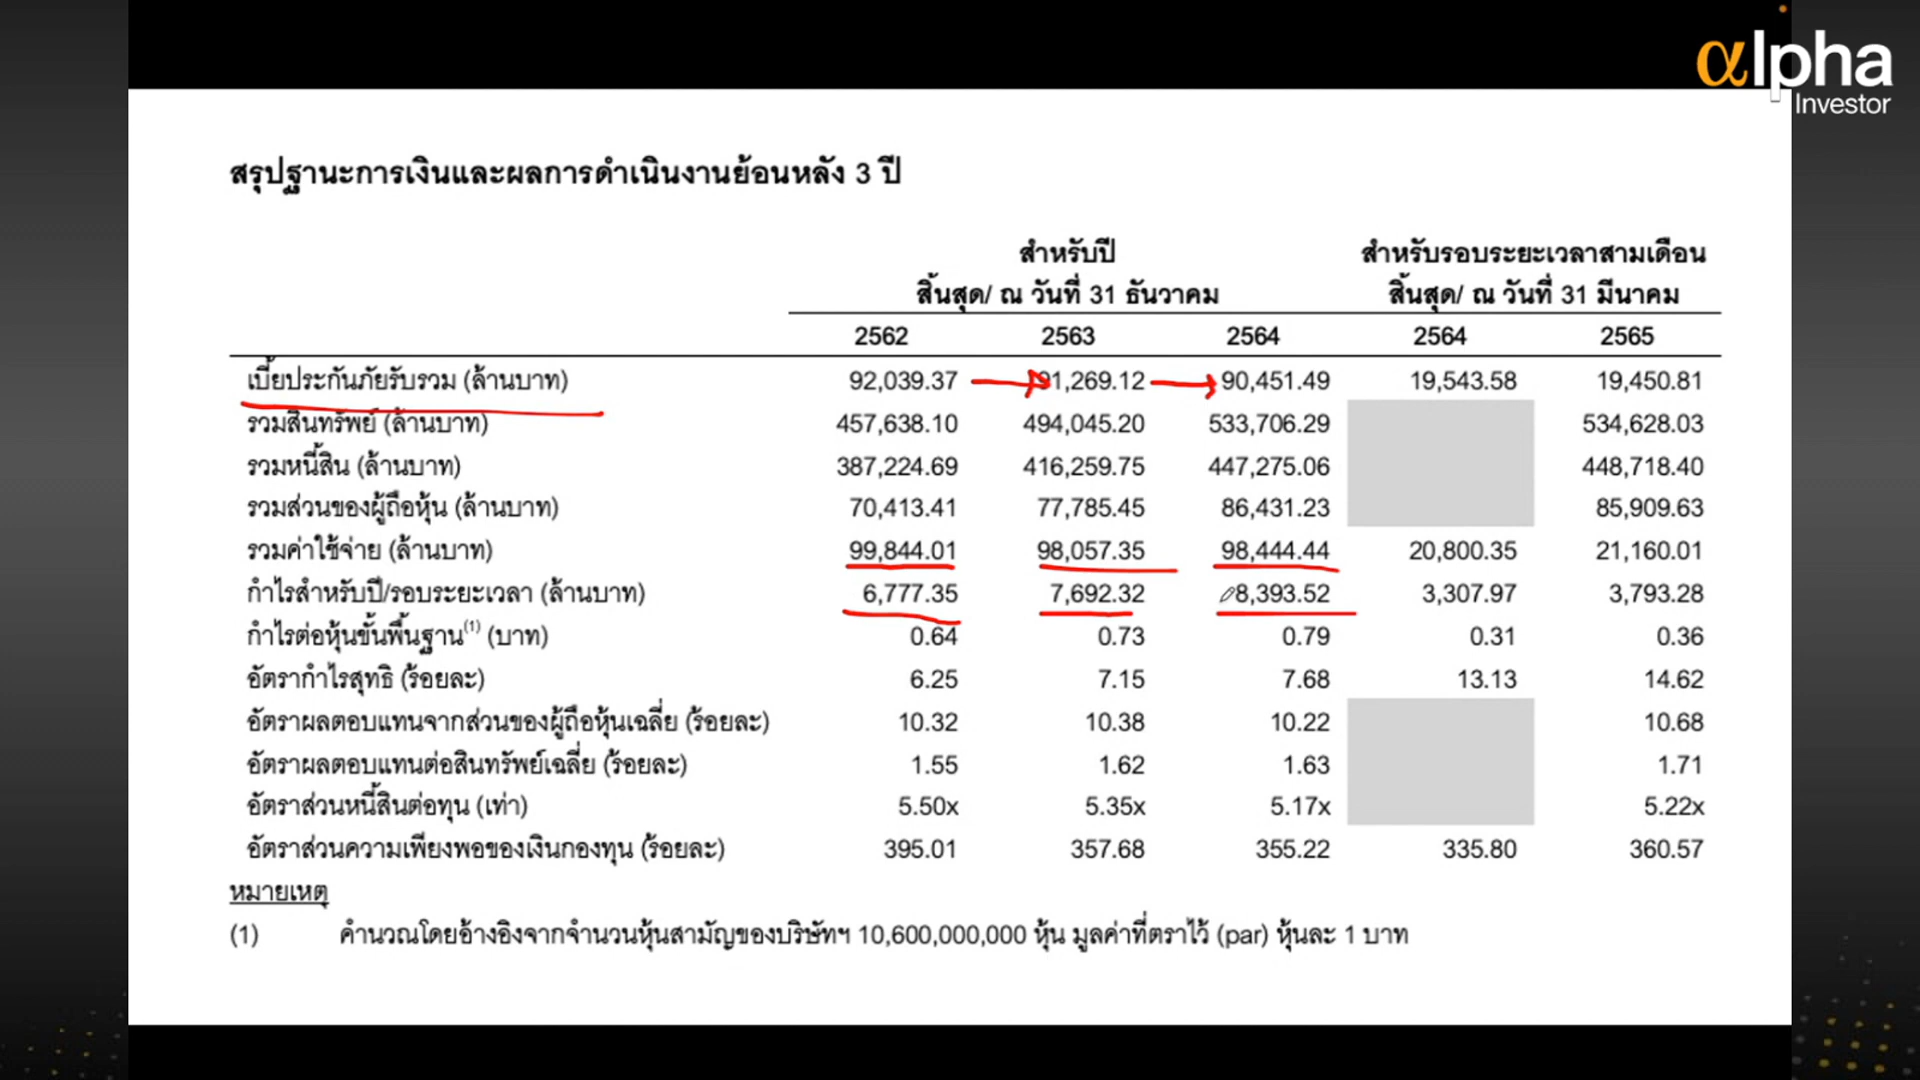 αlpha
Investor
สรุปฐานะการเงินและผลการดำเนินงานย้อนหลัง 3 ปี
สำหรับปี สำหรับรอบระยะเวลาสามเดือน
สิ้นสุด/ ณ วันที่ 31 ธันวาคม สิ้นสุด/ ณ วันที่ 31 มีนาคม
2562 2563 2564 2564 2565
เบี้ยประกันภัยรับรวม (ล้านบาท) 92,039.37 91,269.12 90,451.49 19,543.58 19,450.81
รวมสินทรัพย์ (ล้านบาท) 457,638.10 494,045.20 533,706.29 534,628.03
รวมหนี้สิน (ล้านบาท) 387,224.69 416,259.75 447,275.06 448,718.40
รวมส่วนของผู้ถือหุ้น (ล้านบาท) 70,413.41 77,785.45 86,431.23 85,909.63
รวมค่าใช้จ่าย (ล้านบาท) 99,844.01 98,057.35 98,444.44 20,800.35 21,160.01
กำไรสำหรับปี/รอบระยะเวลา (ล้านบาท) 6,777.35 7,692.32 8,393.52 3,307.97 3,793.28
กำไรต่อหุ้นขั้นพื้นฐาน(1) (บาท) 0.64 0.73 0.79 0.31 0.36
อัตรากำไรสุทธิ (ร้อยละ) 6.25 7.15 7.68 13.13 14.62
อัตราผลตอบแทนจากส่วนของผู้ถือหุ้นเฉลี่ย (ร้อยละ) 10.32 10.38 10.22 10.68
อัตราผลตอบแทนต่อสินทรัพย์เฉลี่ย (ร้อยละ) 1.55 1.62 1.63 1.71
อัตราส่วนหนี้สินต่อทุน (เท่า) 5.50x 5.35x 5.17x 5.22x
อัตราส่วนความเพียงพอของเงินกองทุน (ร้อยละ) 395.01 357.68 355.22 335.80 360.57
หมายเหตุ
(1) คำนวณโดยอ้างอิงจากจำนวนหุ้นสามัญของบริษัทฯ 10,600,000,000 หุ้น มูลค่าที่ตราไว้ (par) หุ้นละ 1 บาท